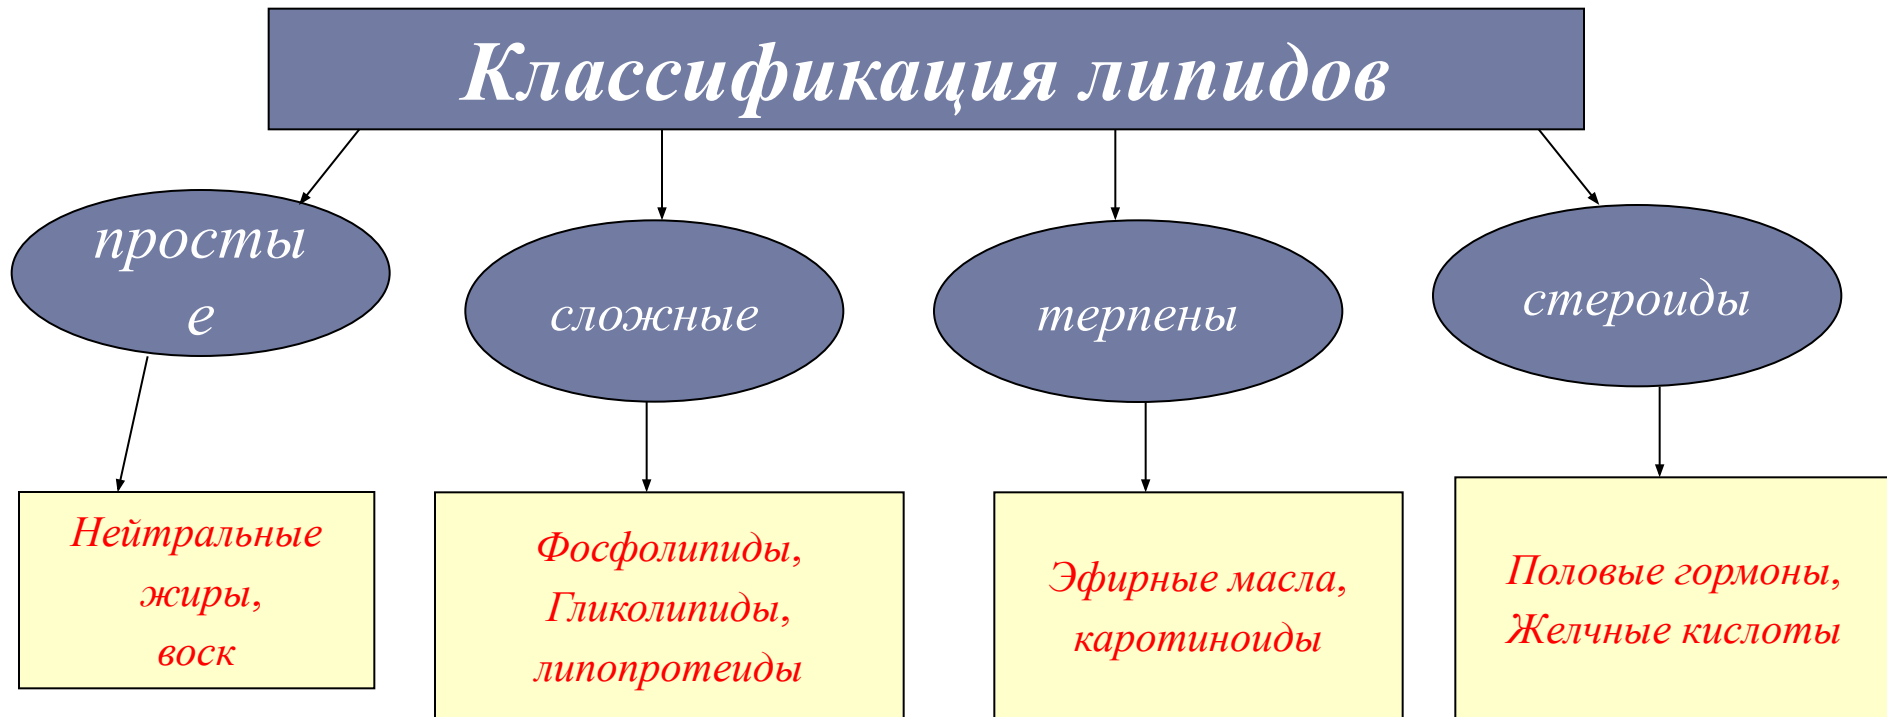 Классификация липидов
просты
е
сложные
терпены
стероиды
Нейтральные
жиры,
воск
Фосфолипиды,
Гликолипиды,
липопротеиды
Эфирные масла,
каротиноиды
Половые гормоны,
Желчные кислоты